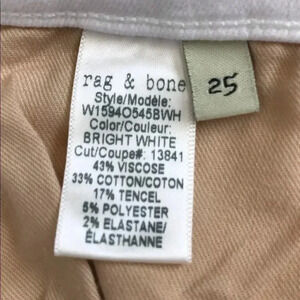 rag & bone
Style/Modèle:
W1594O545BWH
Color/Couleur:
BRIGHT WHITE
Cut/Coupe#: 13841
43% VISCOSE
33% COTTON/COTON
17% TENCEL
5% POLYESTER
2% ELASTANE/
ÉLASTHANNE
25